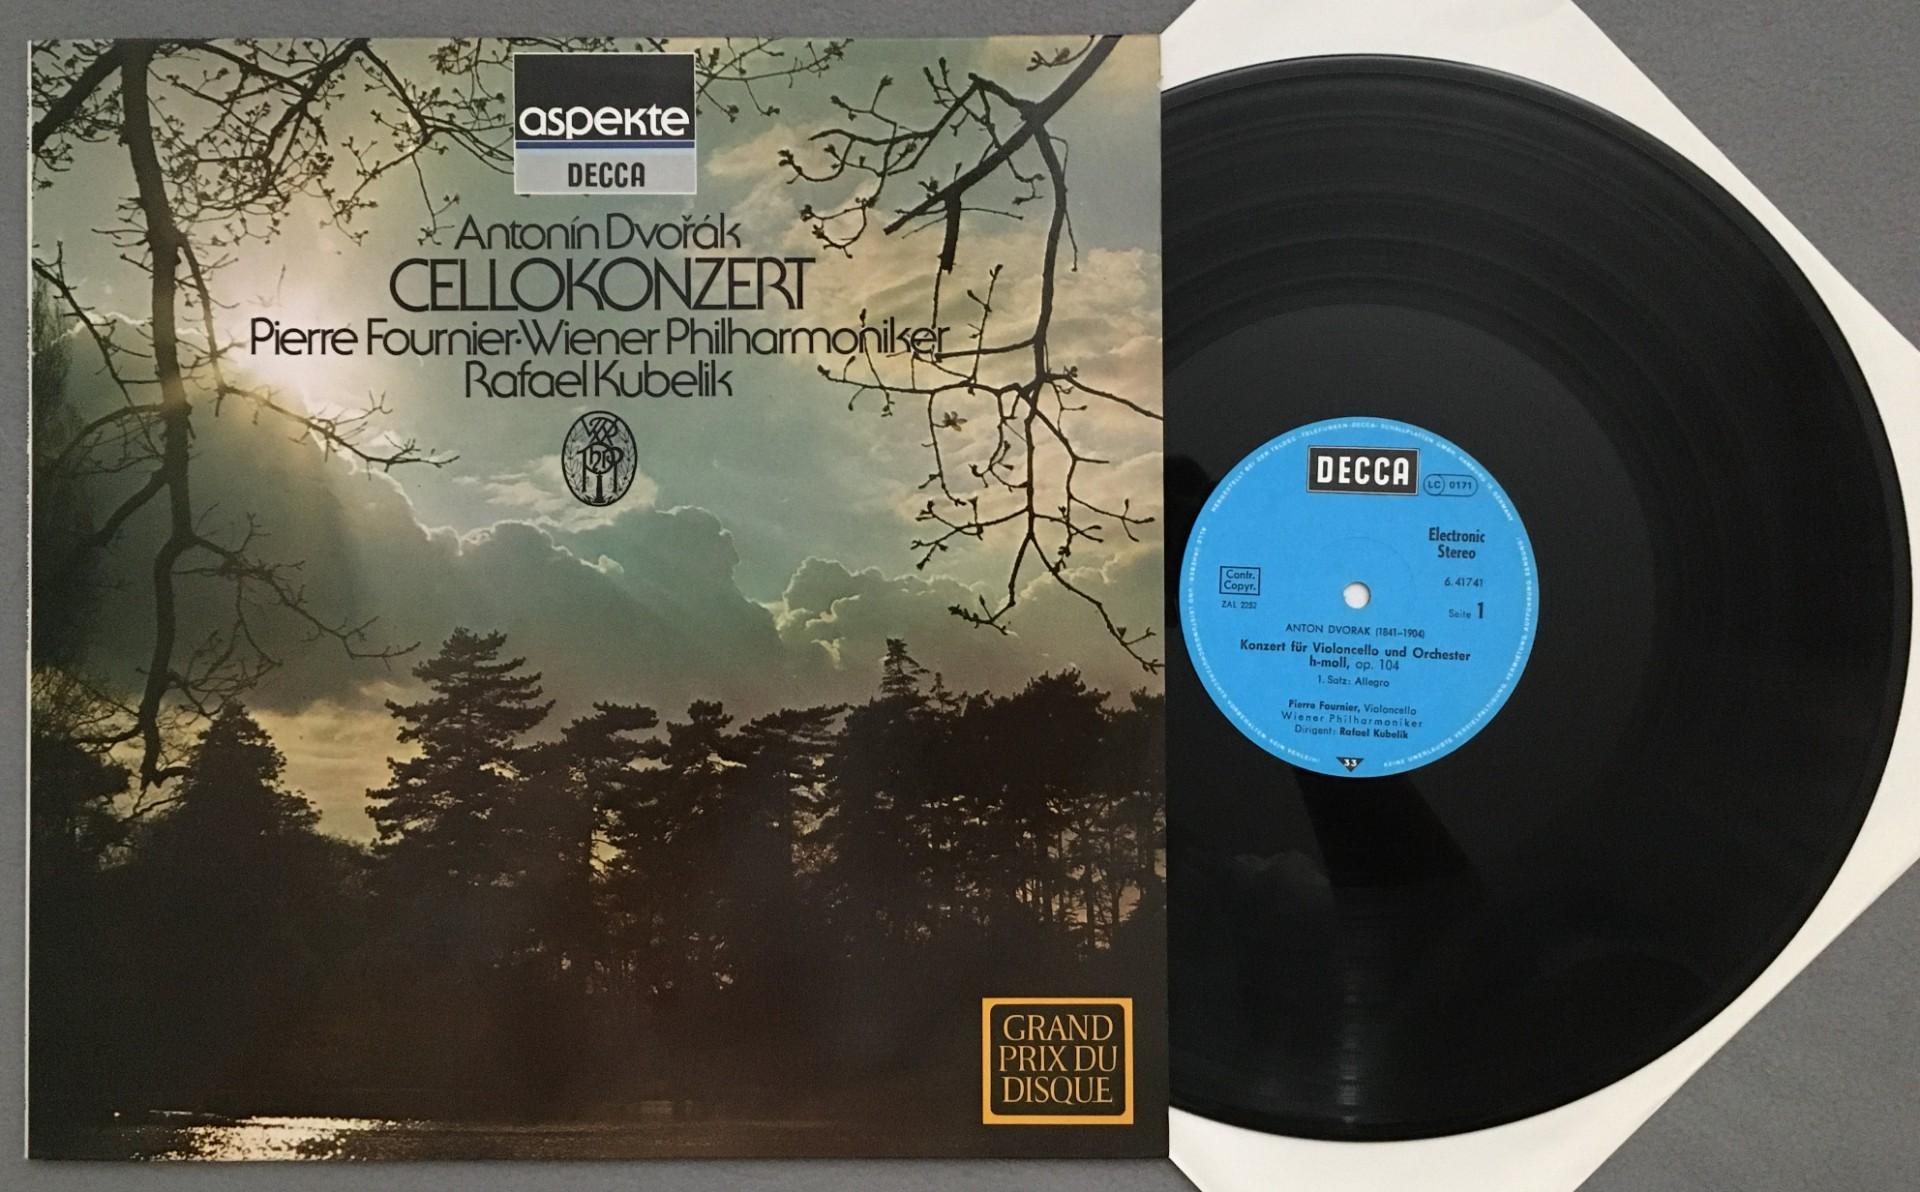 aspekte
DECCA
Antonín Dvořák
CELLOKONZERT
Pierre Fournier·Wiener Philharmoniker
Rafael Kubelik
GRAND
PRIX DU
DISQUE
DECCA
LC 0171
Electronic
Stereo
6.41741
Seite 1
Contr.
Copyr.
ZAL 2252
ANTON DVORAK (1841–1904)
Konzert für Violoncello und Orchester
h-moll, op. 104
1. Satz: Allegro
Pierre Fournier, Violoncello
Wiener Philharmoniker
Dirigent: Rafael Kubelik
33